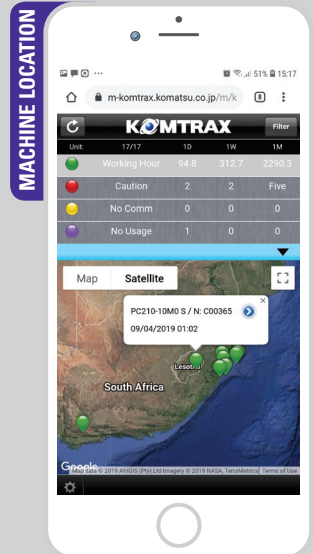 MACHINE LOCATION
51% 15:17
m-komtrax.komatsu.co.jp/m/k
8
KOMTRAX
Filter
Unit: 17/17 1D 1W 1M
Working Hour 94.8 312.7 2290.3
Caution 2 2 Five
No Comm 0 0 0
No Usage 1 0 0
Map Satellite
PC210-10M0 S / N: C00365
09/04/2019 01:02
Lesotho
South Africa
Google
Map data © 2019 AfriGIS (Pty) Ltd Imagery © 2019 NASA, TerraMetrics Terms of Use